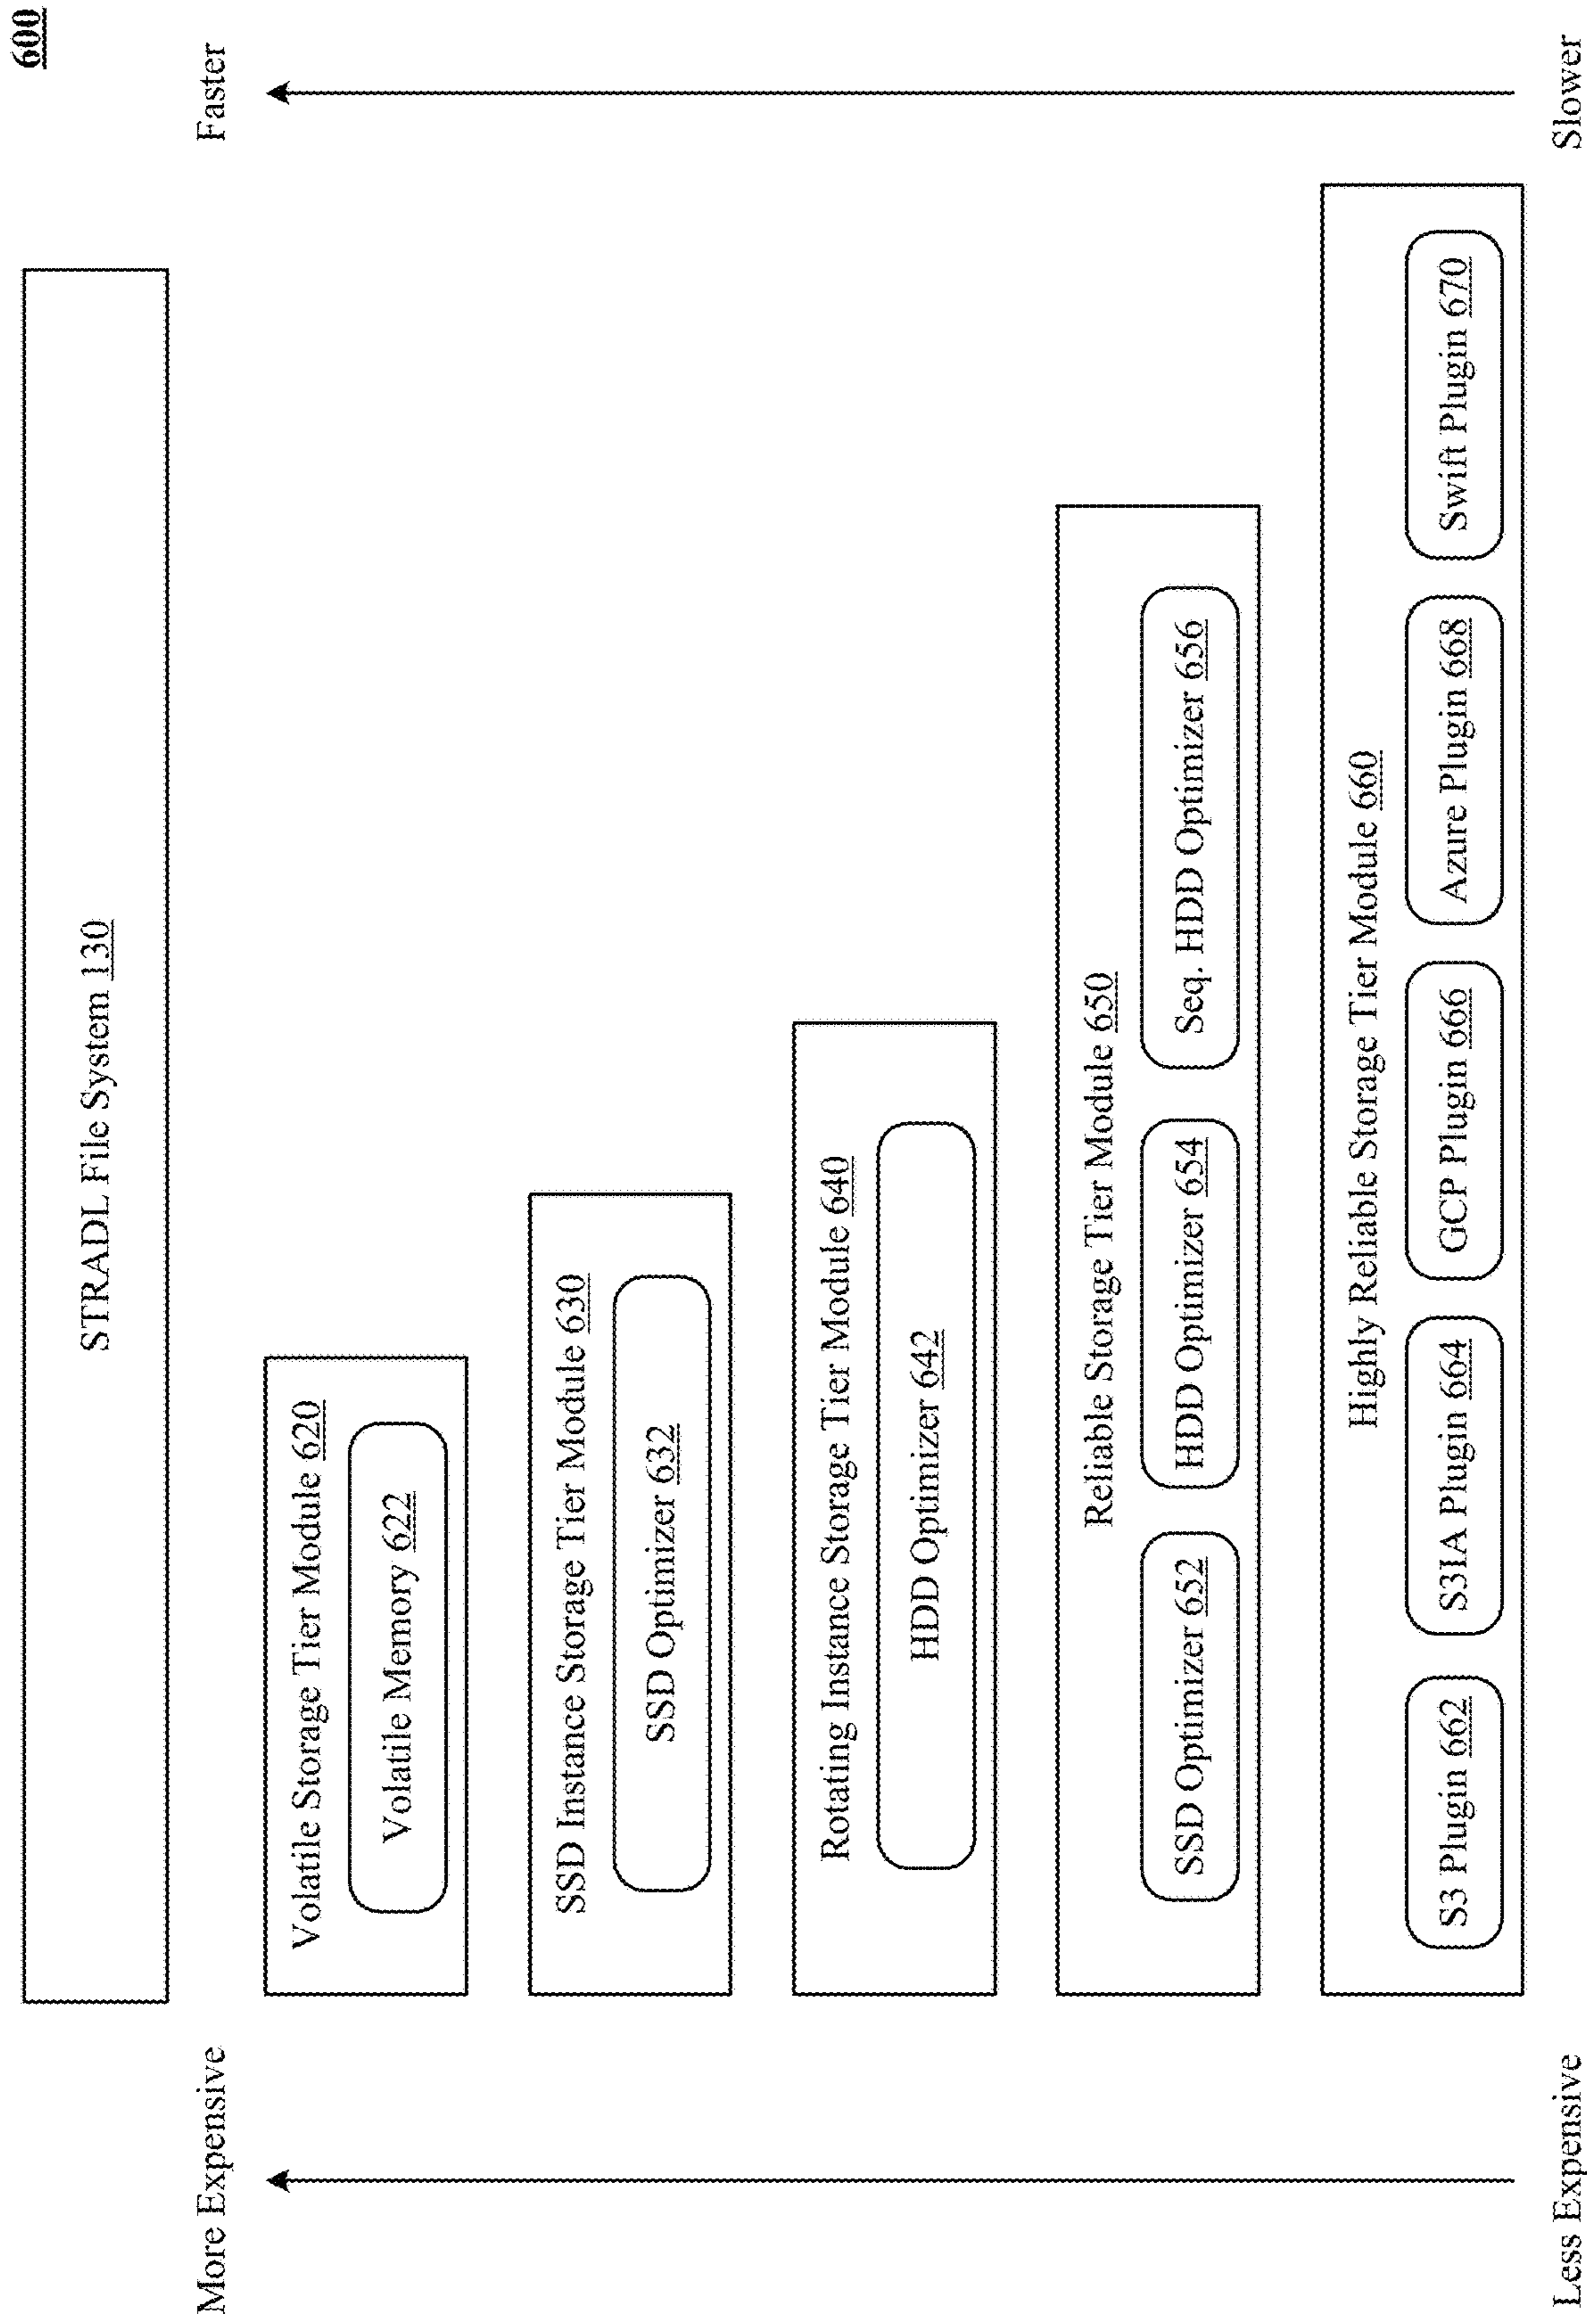 600
STRADL File System 130
More Expensive
Faster
Volatile Storage Tier Module 620
Volatile Memory 622
SSD Instance Storage Tier Module 630
SSD Optimizer 632
Rotating Instance Storage Tier Module 640
HDD Optimizer 642
Reliable Storage Tier Module 650
SSD Optimizer 652
HDD Optimizer 654
Seq. HDD Optimizer 656
Highly Reliable Storage Tier Module 660
S3 Plugin 662
S3IA Plugin 664
GCP Plugin 666
Azure Plugin 668
Swift Plugin 670
Less Expensive
Slower